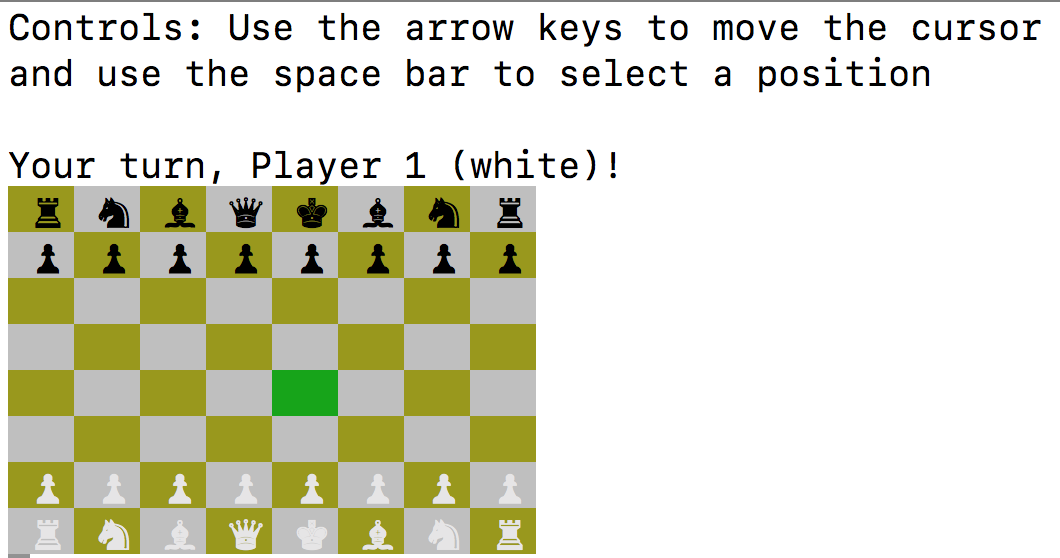 Controls: Use the arrow keys to move the cursor
and use the space bar to select a position
Your turn, Player 1 (white)!